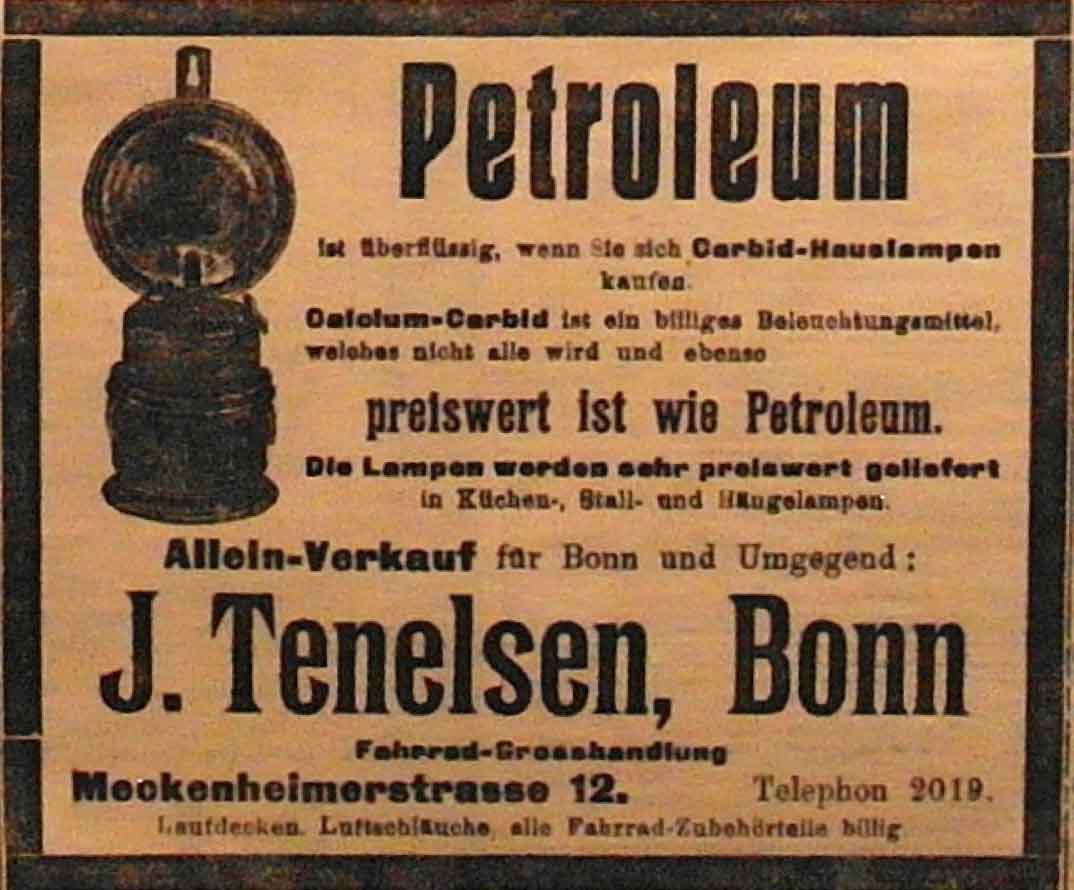 Petroleum
ist überflüssig, wenn Sie sich Carbid-Hauslampen
kaufen.
Calcium-Carbid ist ein billiges Beleuchtungsmittel,
welches nicht alle wird und ebenso
preiswert ist wie Petroleum.
Die Lampen werden sehr preiswert geliefert
in Küchen-, Stall- und Hängelampen.
Allein-Verkauf für Bonn und Umgegend:
J. Tenelsen, Bonn
Fahrrad-Grosshandlung
Meckenheimerstrasse 12. Telephon 2019.
Laufdecken, Luftschläuche, alle Fahrrad-Zubehörteile billig